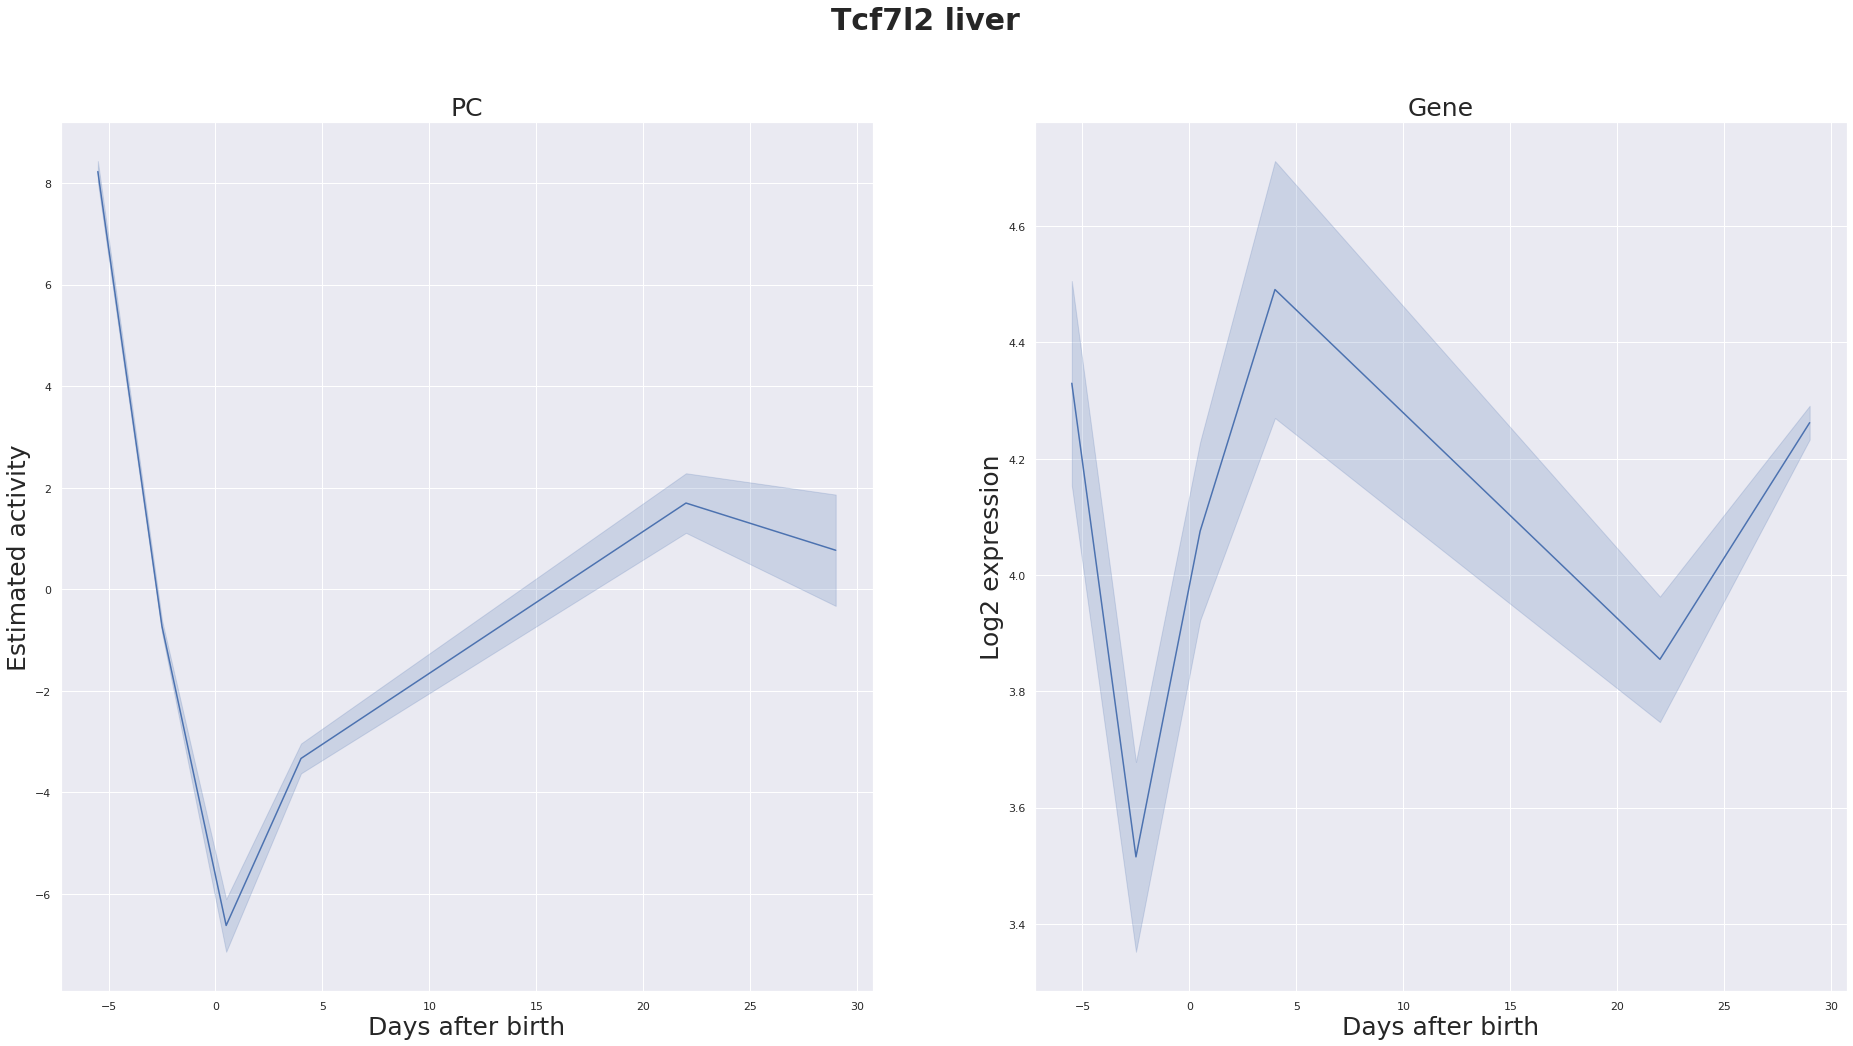 Tcf7l2 liver
PC
Estimated activity
8
6
4
2
0
−2
−4
−6
−5 0 5 10 15 20 25 30
Days after birth
Gene
Log2 expression
4.6
4.4
4.2
4.0
3.8
3.6
3.4
−5 0 5 10 15 20 25 30
Days after birth